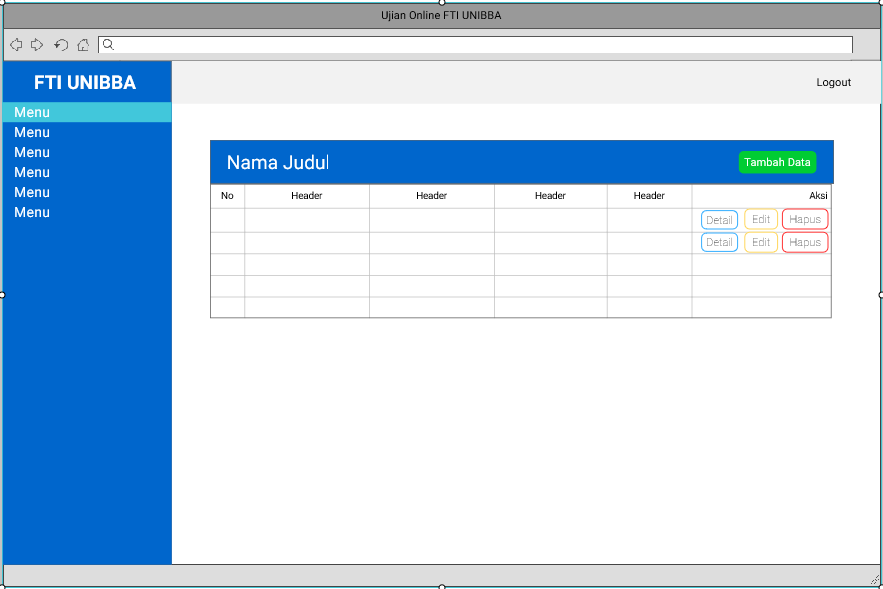 Ujian Online FTI UNIBBA
FTI UNIBBA
Logout
Menu
Menu
Menu
Menu
Menu
Menu
Nama Judul
Tambah Data
No Header Header Header Header Aksi
Detail Edit Hapus
Detail Edit Hapus